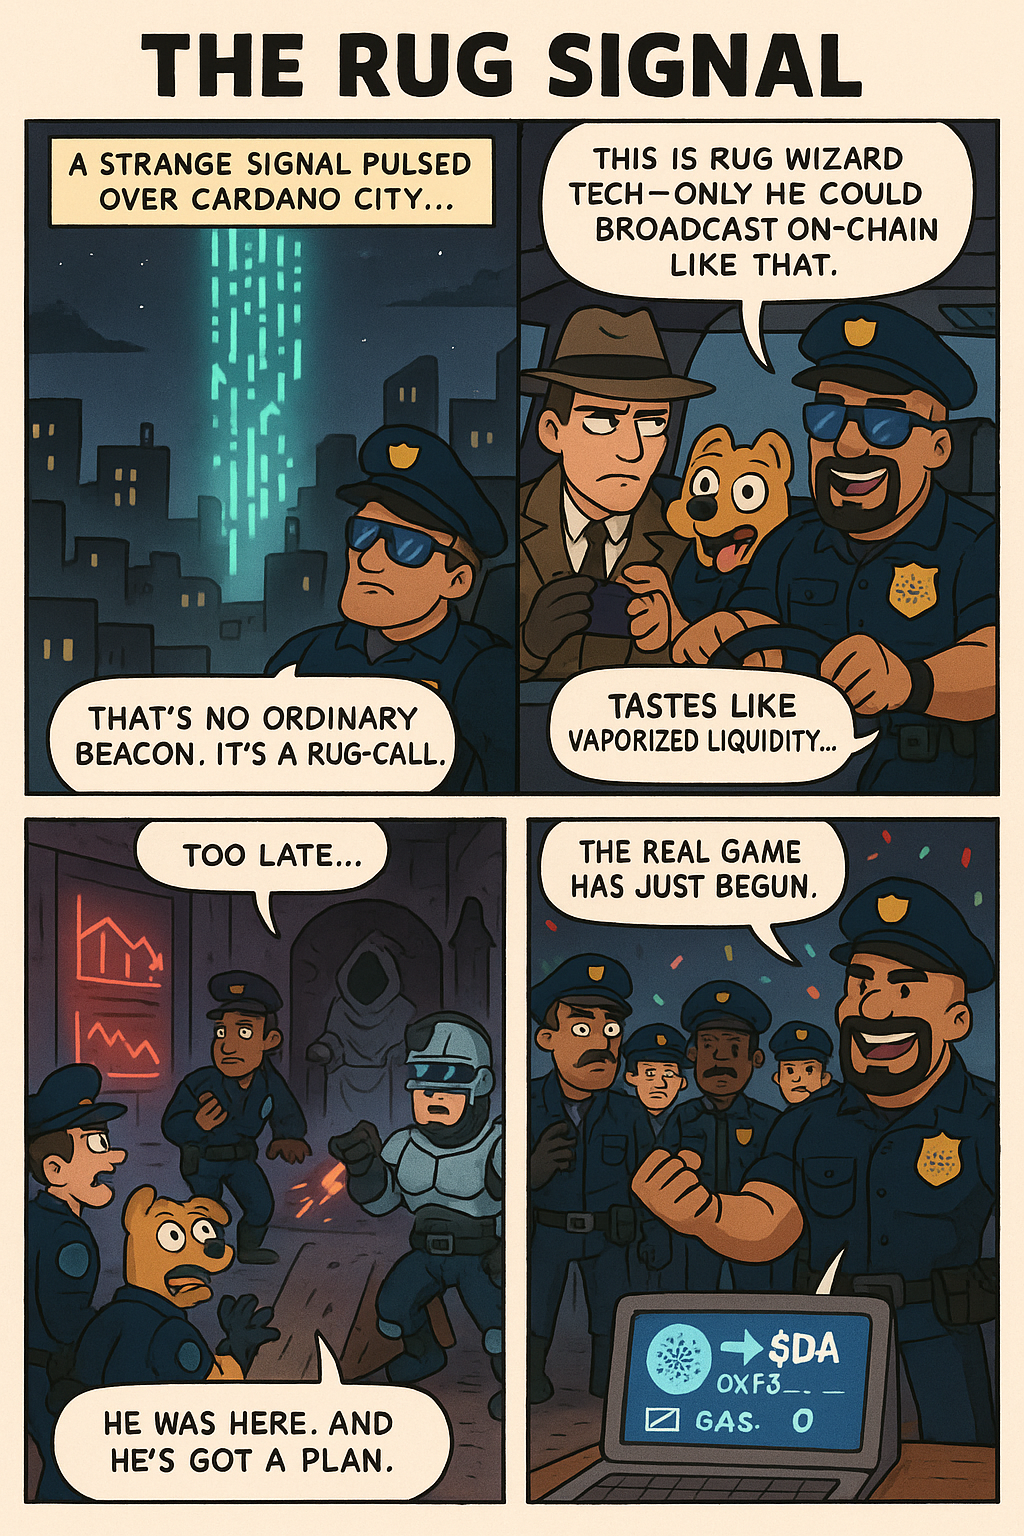 THE RUG SIGNAL
A STRANGE SIGNAL PULSED
OVER CARDANO CITY...
THAT'S NO ORDINARY
BEACON. IT'S A RUG-CALL.
THIS IS RUG WIZARD
TECH—ONLY HE COULD
BROADCAST ON-CHAIN
LIKE THAT.
TASTES LIKE
VAPORIZED LIQUIDITY...
TOO LATE...
HE WAS HERE. AND
HE'S GOT A PLAN.
THE REAL GAME
HAS JUST BEGUN.
$DA
0XF3_._ _
GAS. 0